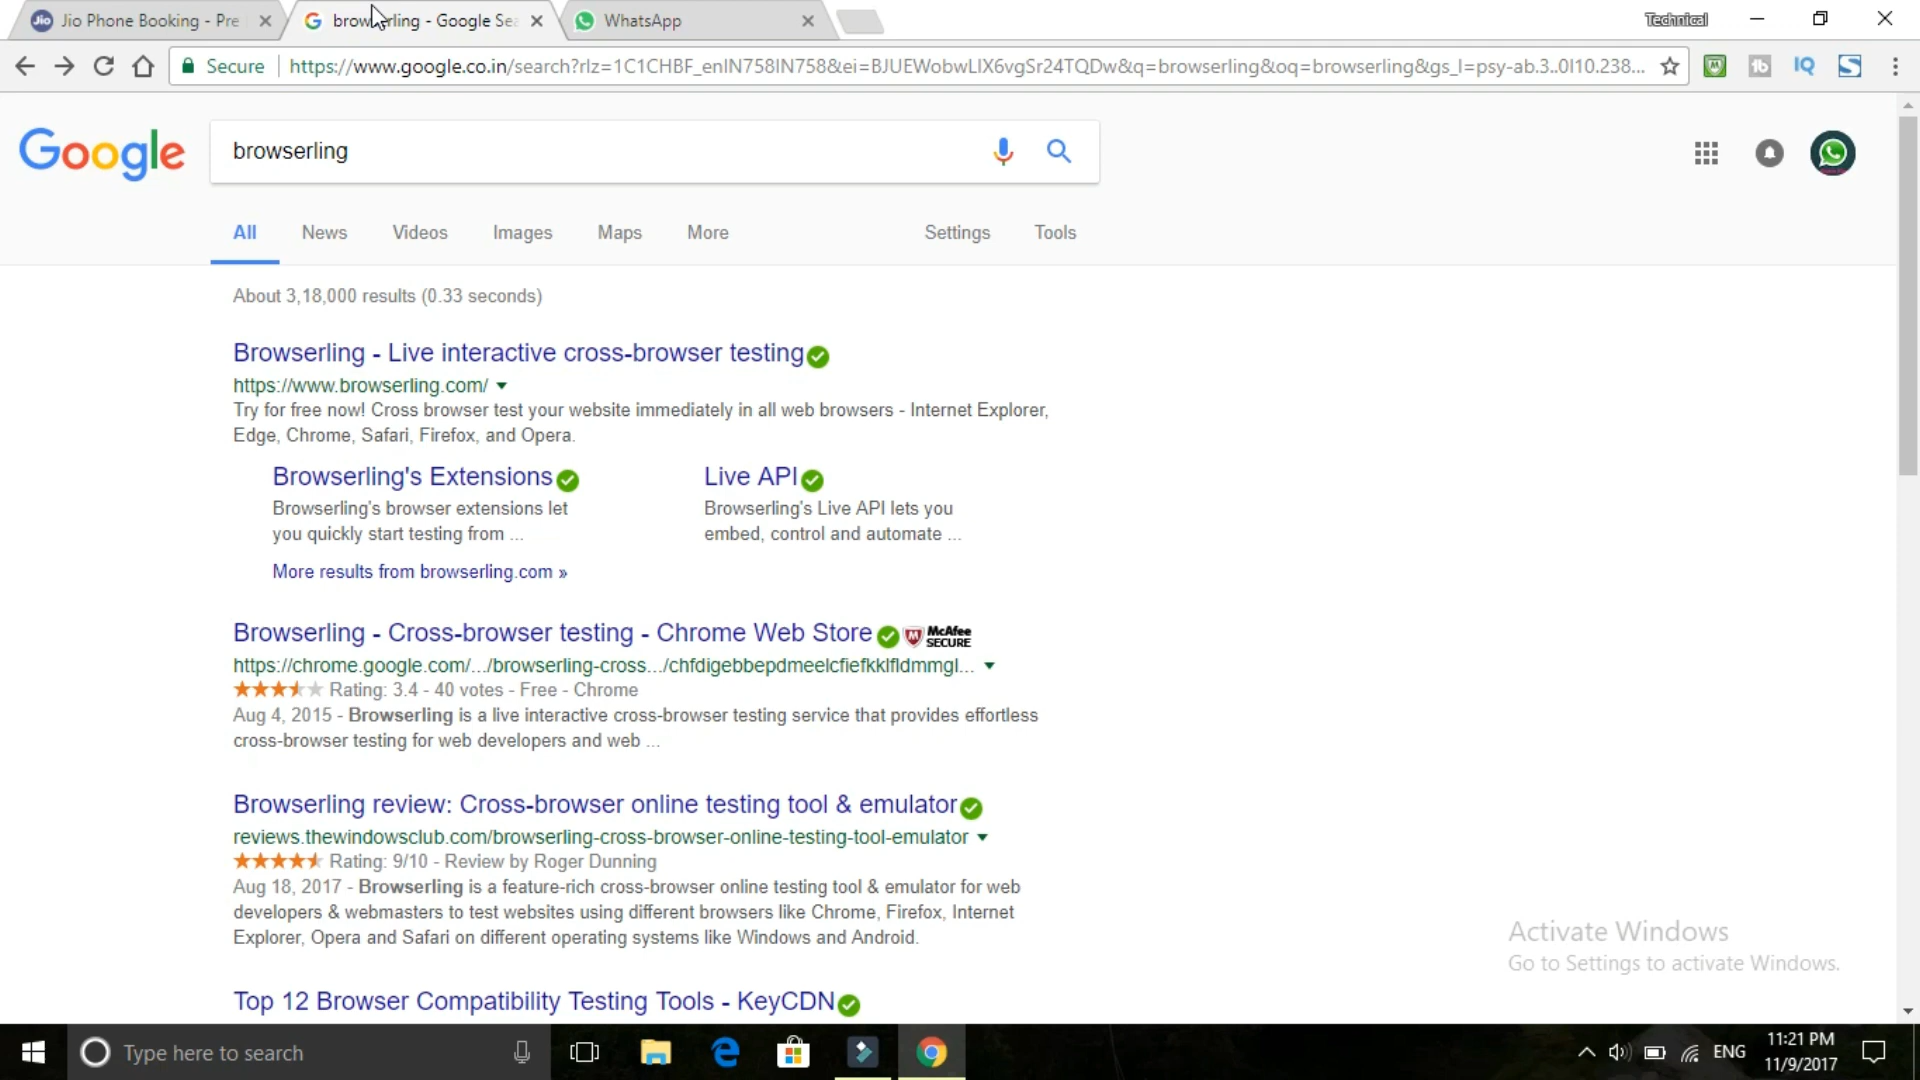 Jio Phone Booking - Pre
browserling - Google Sea
WhatsApp
Technical
Secure
https://www.google.co.in/search?rlz=1C1CHBF_enIN758IN758&ei=BJUEWobwLIX6vgSr24TQDw&q=browserling&oq=browserling&gs_l=psy-ab.3..0l10.238...
Google
browserling
All News Videos Images Maps More Settings Tools
About 3,18,000 results (0.33 seconds)
Browserling - Live interactive cross-browser testing
https://www.browserling.com/
Try for free now! Cross browser test your website immediately in all web browsers - Internet Explorer,
Edge, Chrome, Safari, Firefox, and Opera.
Browserling's Extensions
Browserling's browser extensions let
you quickly start testing from ...
Live API
Browserling's Live API lets you
embed, control and automate ...
More results from browserling.com »
Browserling - Cross-browser testing - Chrome Web Store
McAfee
SECURE
https://chrome.google.com/.../browserling-cross.../chfdigebbepdmeelcfiefkklfldmmgl...
Rating: 3.4 - 40 votes - Free - Chrome
Aug 4, 2015 - Browserling is a live interactive cross-browser testing service that provides effortless
cross-browser testing for web developers and web ...
Browserling review: Cross-browser online testing tool & emulator
reviews.thewindowsclub.com/browserling-cross-browser-online-testing-tool-emulator
Rating: 9/10 - Review by Roger Dunning
Aug 18, 2017 - Browserling is a feature-rich cross-browser online testing tool & emulator for web
developers & webmasters to test websites using different browsers like Chrome, Firefox, Internet
Explorer, Opera and Safari on different operating systems like Windows and Android.
Top 12 Browser Compatibility Testing Tools - KeyCDN
Activate Windows
Go to Settings to activate Windows.
Type here to search
ENG
11:21 PM
11/9/2017